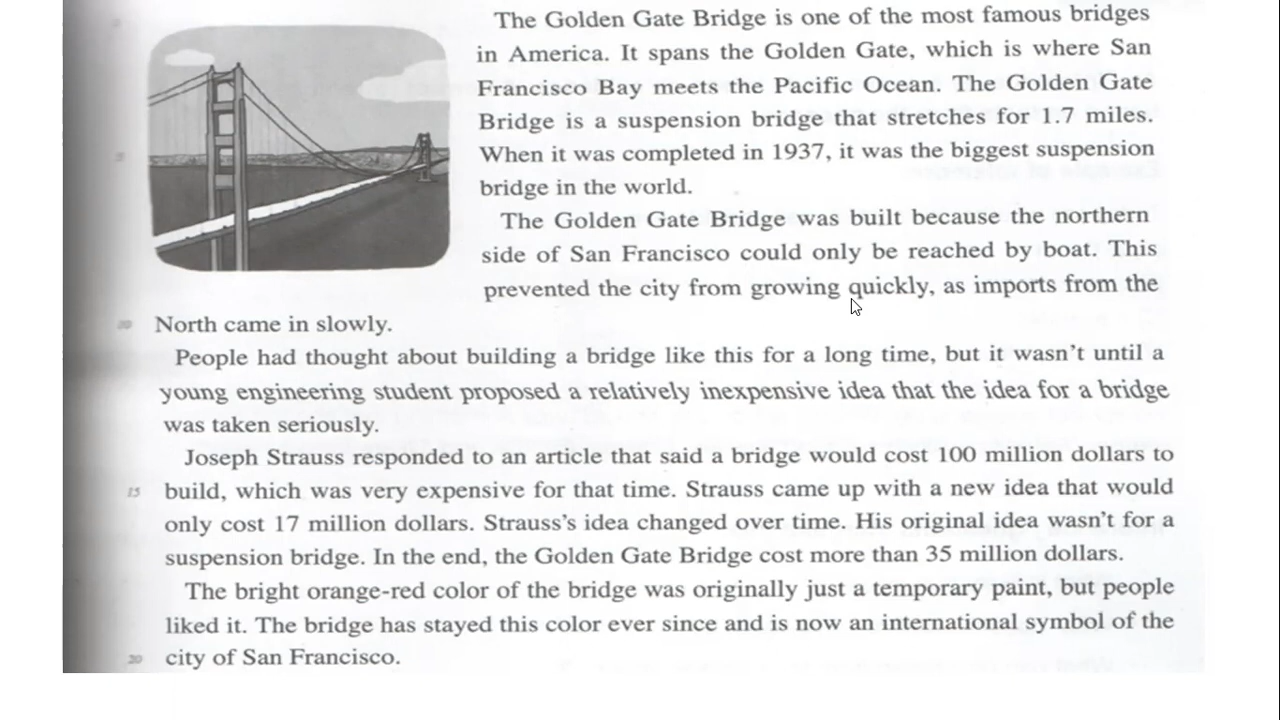 The Golden Gate Bridge is one of the most famous bridges
in America. It spans the Golden Gate, which is where San
Francisco Bay meets the Pacific Ocean. The Golden Gate
Bridge is a suspension bridge that stretches for 1.7 miles.
When it was completed in 1937, it was the biggest suspension
bridge in the world.
The Golden Gate Bridge was built because the northern
side of San Francisco could only be reached by boat. This
prevented the city from growing quickly, as imports from the
North came in slowly.
People had thought about building a bridge like this for a long time, but it wasn't until a
young engineering student proposed a relatively inexpensive idea that the idea for a bridge
was taken seriously.
Joseph Strauss responded to an article that said a bridge would cost 100 million dollars to
15 build, which was very expensive for that time. Strauss came up with a new idea that would
only cost 17 million dollars. Strauss's idea changed over time. His original idea wasn't for a
suspension bridge. In the end, the Golden Gate Bridge cost more than 35 million dollars.
The bright orange-red color of the bridge was originally just a temporary paint, but people
liked it. The bridge has stayed this color ever since and is now an international symbol of the
20 city of San Francisco.